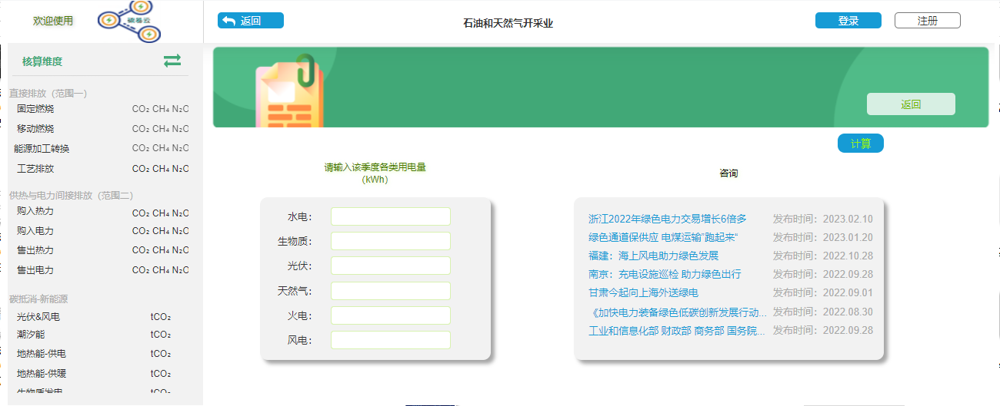 欢迎使用
碳惎云
返回
石油和天然气开采业
登录
注册
核算维度
返回
计算
直接排放（范围一）
固定燃烧 CO₂ CH₄ N₂O
移动燃烧 CO₂ CH₄ N₂O
能源加工转换 CO₂ CH₄ N₂O
工艺排放 CO₂ CH₄ N₂O
供热与电力间接排放（范围二）
购入热力 CO₂ CH₄ N₂O
购入电力 CO₂ CH₄ N₂O
售出热力 CO₂ CH₄ N₂O
售出电力 CO₂ CH₄ N₂O
碳抵消-新能源
光伏&风电 tCO₂
潮汐能 tCO₂
地热能-供电 tCO₂
地热能-供暖 tCO₂
生物质发电 tCO₂
请输入该季度各类用电量
（kWh）
水电：
生物质：
光伏：
天然气：
火电：
风电：
咨询
浙江2022年绿色电力交易增长6倍多 发布时间：2023.02.10
绿色通道保供应 电煤运输”跑起来“ 发布时间：2023.01.20
福建：海上风电助力绿色发展 发布时间：2022.10.28
南京：充电设施巡检 助力绿色出行 发布时间：2022.09.28
甘肃今起向上海外送绿电 发布时间：2022.09.01
《加快电力装备绿色低碳创新发展行动... 发布时间：2022.08.30
工业和信息化部 财政部 商务部 国务院... 发布时间：2022.09.28